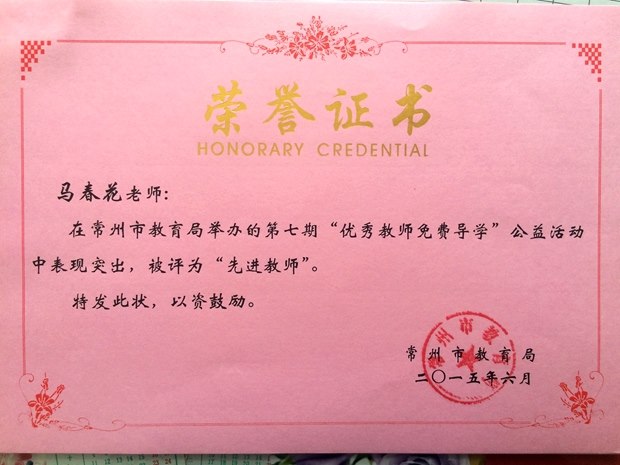 荣誉证书
HONORARY CREDENTIAL
马春花老师：
在常州市教育局举办的第七期“优秀教师免费导学”公益活动
中表现突出，被评为“先进教师”。
特发此状，以资鼓励。
常州市教育局
二〇一五年六月